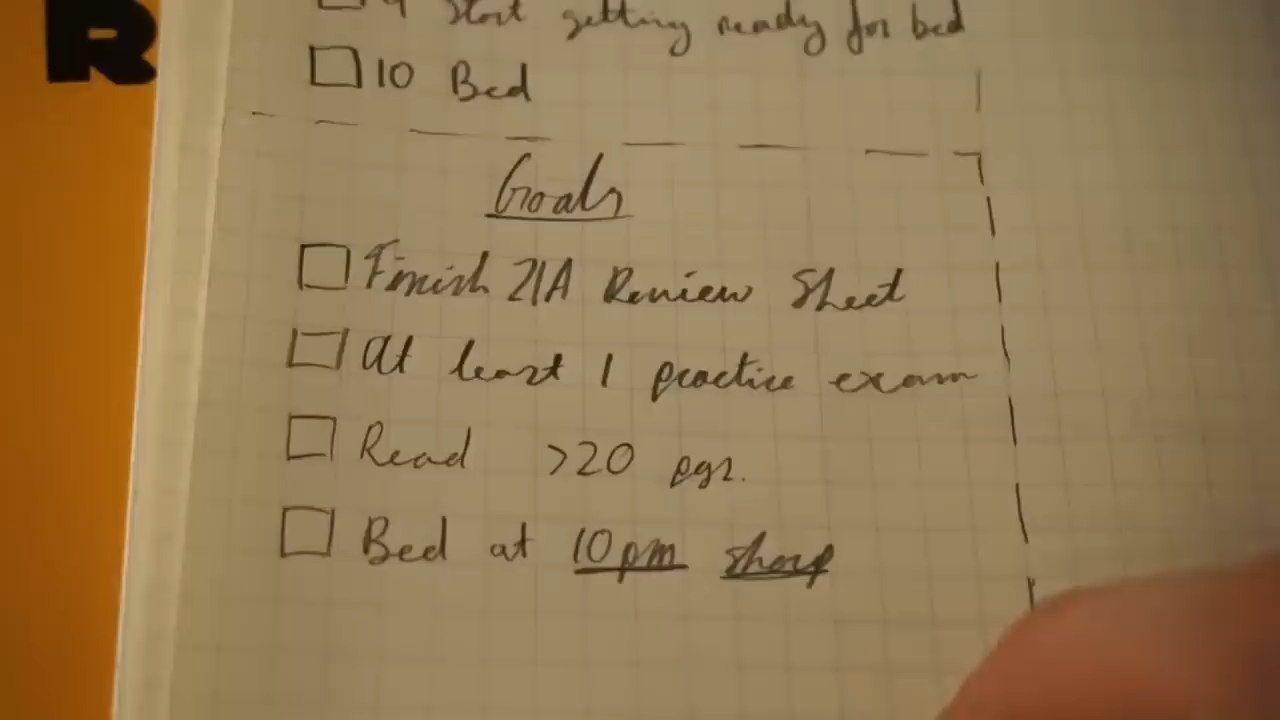 R
9 Start getting ready for bed
10 Bed
Goals
Finish 21A Review Sheet
At least 1 practice exam
Read >20 pgs.
Bed at 10pm sharp